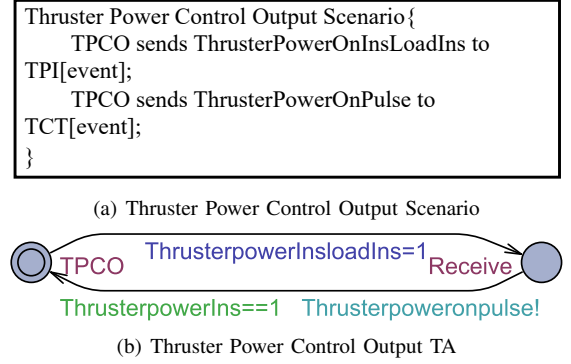 Thruster Power Control Output Scenario{
TPCO sends ThrusterPowerOnInsLoadIns to
TPI[event];
TPCO sends ThrusterPowerOnPulse to
TCT[event];
}
(a) Thruster Power Control Output Scenario
ThrusterpowerInsloadIns=1
TPCO Receive
ThrusterpowerIns==1 Thrusterpoweronpulse!
(b) Thruster Power Control Output TA